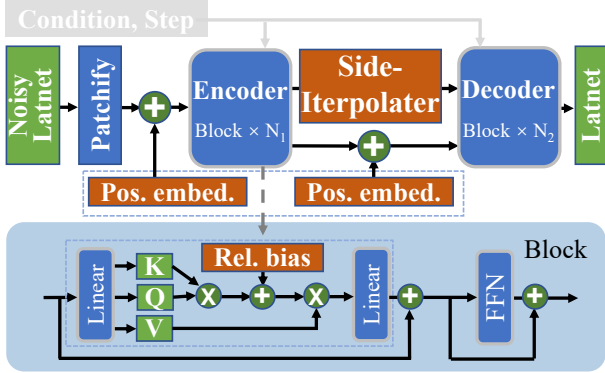 Condition, Step
Noisy
Latnet
Patchify
Encoder
Block × N1
Side-
Iterpolater
Decoder
Block × N2
Latnet
Pos. embed.
Pos. embed.
Block
Linear
K
Q
V
Rel. bias
X
X
Linear
FFN